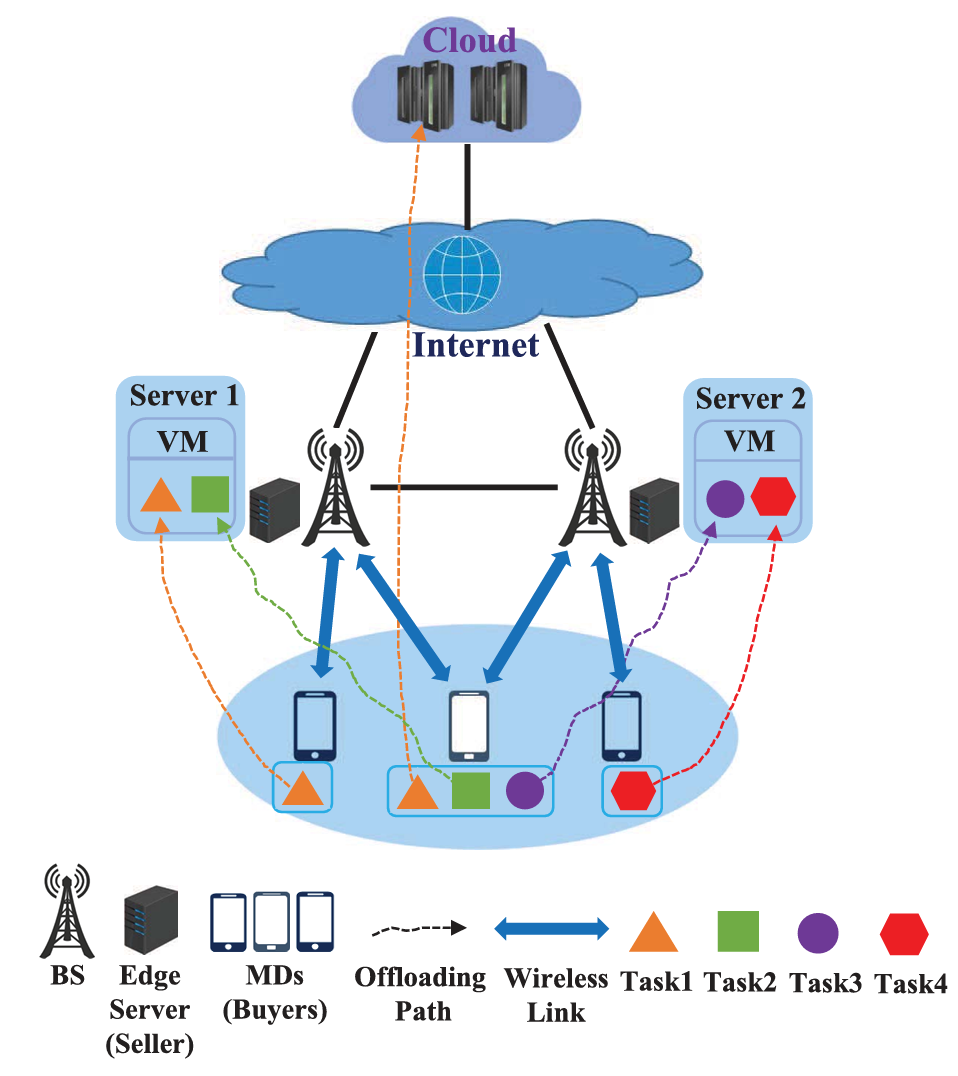 Cloud
Internet
Server 1
VM
Server 2
VM
BS
Edge
Server
(Seller)
MDs
(Buyers)
Offloading
Path
Wireless
Link
Task1
Task2
Task3
Task4